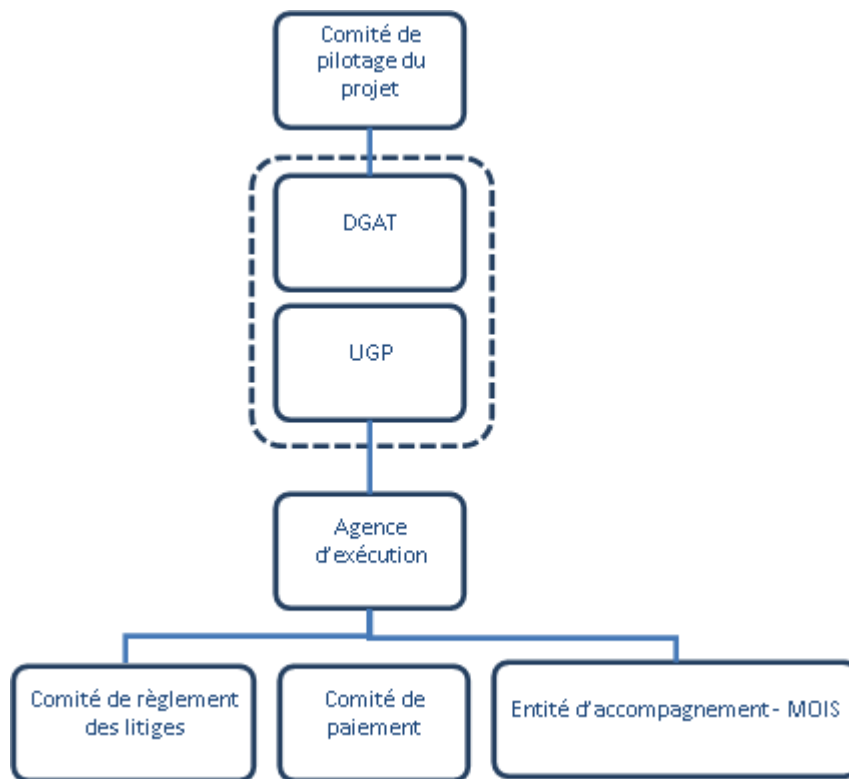 Comité de
pilotage du
projet
DGAT
UGP
Agence
d'exécution
Comité de règlement
des litiges
Comité de
paiement
Entité d'accompagnement - MOIS